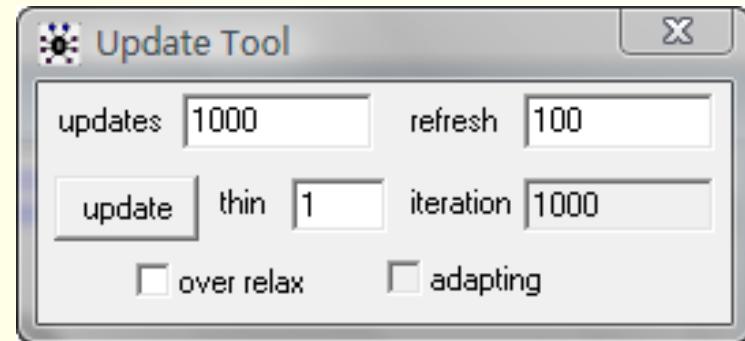 Update Tool
updates 1000 refresh 100
update thin 1 iteration 1000
over relax adapting